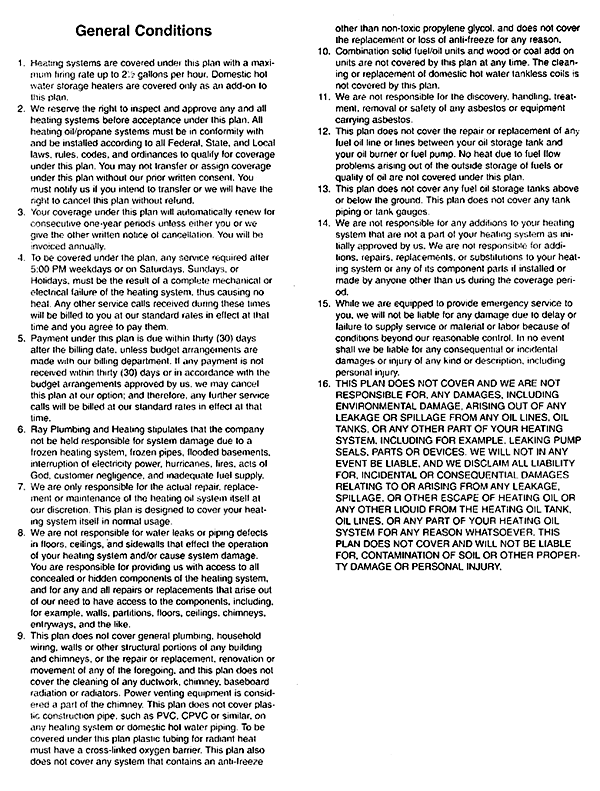 General Conditions
1. Heating systems are covered under this plan with a maxi-
mum firing rate up to 2½ gallons per hour. Domestic hot
water storage heaters are covered only as an add-on to
this plan.
2. We reserve the right to inspect and approve any and all
heating systems before acceptance under this plan. All
heating oil/propane systems must be in conformity with
and be installed according to all Federal, State, and Local
laws, rules, codes, and ordinances to qualify for coverage
under this plan. You may not transfer or assign coverage
under this plan without our prior written consent. You
must notify us if you intend to transfer or we will have the
right to cancel this plan without refund.
3. Your coverage under this plan will automatically renew for
consecutive one-year periods unless either you or we
give the other written notice of cancellation. You will be
invoiced annually.
4. To be covered under the plan, any service required after
5:00 PM weekdays or on Saturdays, Sundays, or
Holidays, must be the result of a complete mechanical or
electrical failure of the heating system, thus causing no
heat. Any other service calls received during these times
will be billed to you at our standard rates in effect at that
time and you agree to pay them.
5. Payment under this plan is due within thirty (30) days
after the billing date, unless budget arrangements are
made with our billing department. If any payment is not
received within thirty (30) days or in accordance with the
budget arrangements approved by us, we may cancel
this plan at our option; and therefore, any further service
calls will be billed at our standard rates in effect at that
time.
6. Ray Plumbing and Heating stipulates that the company
not be held responsible for system damage due to a
frozen heating system, frozen pipes, flooded basements,
interruption of electricity power, hurricanes, fires, acts of
God, customer negligence, and inadequate fuel supply.
7. We are only responsible for the actual repair, replace-
ment or maintenance of the heating oil system itself at
our discretion. This plan is designed to cover your heat-
ing system itself in normal usage.
8. We are not responsible for water leaks or piping defects
in floors, ceilings, and sidewalls that effect the operation
of your heating system and/or cause system damage.
You are responsible for providing us with access to all
concealed or hidden components of the heating system,
and for any and all repairs or replacements that arise out
of our need to have access to the components, including,
for example, walls, partitions, floors, ceilings, chimneys,
entryways, and the like.
9. This plan does not cover general plumbing, household
wiring, walls or other structural portions of any building
and chimneys, or the repair or replacement, renovation or
movement of any of the foregoing, and this plan does not
cover the cleaning of any ductwork, chimney, baseboard
radiation or radiators. Power venting equipment is consid-
ered a part of the chimney. This plan does not cover plas-
tic construction pipe, such as PVC, CPVC or similar, on
any heating system or domestic hot water piping. To be
covered under this plan plastic tubing for radiant heat
must have a cross-linked oxygen barrier. This plan also
does not cover any system that contains an anti-freeze
other than non-toxic propylene glycol, and does not cover
the replacement or loss of anti-freeze for any reason.
10. Combination solid fuel/oil units and wood or coal add on
units are not covered by this plan at any time. The clean-
ing or replacement of domestic hot water tankless coils is
not covered by this plan.
11. We are not responsible for the discovery, handling, treat-
ment, removal or safety of any asbestos or equipment
carrying asbestos.
12. This plan does not cover the repair or replacement of any
fuel oil line or lines between your oil storage tank and
your oil burner or fuel pump. No heat due to fuel flow
problems arising out of the outside storage of fuels or
quality of oil are not covered under this plan.
13. This plan does not cover any fuel oil storage tanks above
or below the ground. This plan does not cover any tank
piping or tank gauges.
14. We are not responsible for any additions to your heating
system that are not a part of your heating system as ini-
tially approved by us. We are not responsible for addi-
tions, repairs, replacements, or substitutions to your heat-
ing system or any of its component parts if installed or
made by anyone other than us during the coverage peri-
od.
15. While we are equipped to provide emergency service to
you, we will not be liable for any damage due to delay or
failure to supply service or material or labor because of
conditions beyond our reasonable control. In no event
shall we be liable for any consequential or incidental
damages or injury of any kind or description, including
personal injury.
16. THIS PLAN DOES NOT COVER AND WE ARE NOT
RESPONSIBLE FOR, ANY DAMAGES, INCLUDING
ENVIRONMENTAL DAMAGE, ARISING OUT OF ANY
LEAKAGE OR SPILLAGE FROM ANY OIL LINES, OIL
TANKS, OR ANY OTHER PART OF YOUR HEATING
SYSTEM, INCLUDING FOR EXAMPLE, LEAKING PUMP
SEALS, PARTS OR DEVICES. WE WILL NOT IN ANY
EVENT BE LIABLE, AND WE DISCLAIM ALL LIABILITY
FOR, INCIDENTAL OR CONSEQUENTIAL DAMAGES
RELATING TO OR ARISING FROM ANY LEAKAGE,
SPILLAGE, OR OTHER ESCAPE OF HEATING OIL OR
ANY OTHER LIQUID FROM THE HEATING OIL TANK,
OIL LINES, OR ANY PART OF YOUR HEATING OIL
SYSTEM FOR ANY REASON WHATSOEVER. THIS
PLAN DOES NOT COVER AND WILL NOT BE LIABLE
FOR, CONTAMINATION OF SOIL OR OTHER PROPER-
TY DAMAGE OR PERSONAL INJURY.